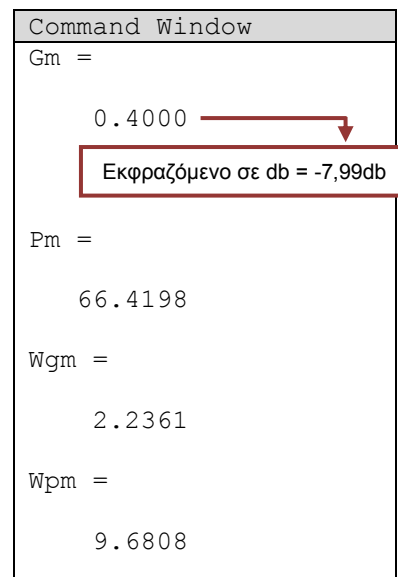 Command Window
Gm =
0.4000
Εκφραζόμενο σε db = -7,99db
Pm =
66.4198
Wgm =
2.2361
Wpm =
9.6808